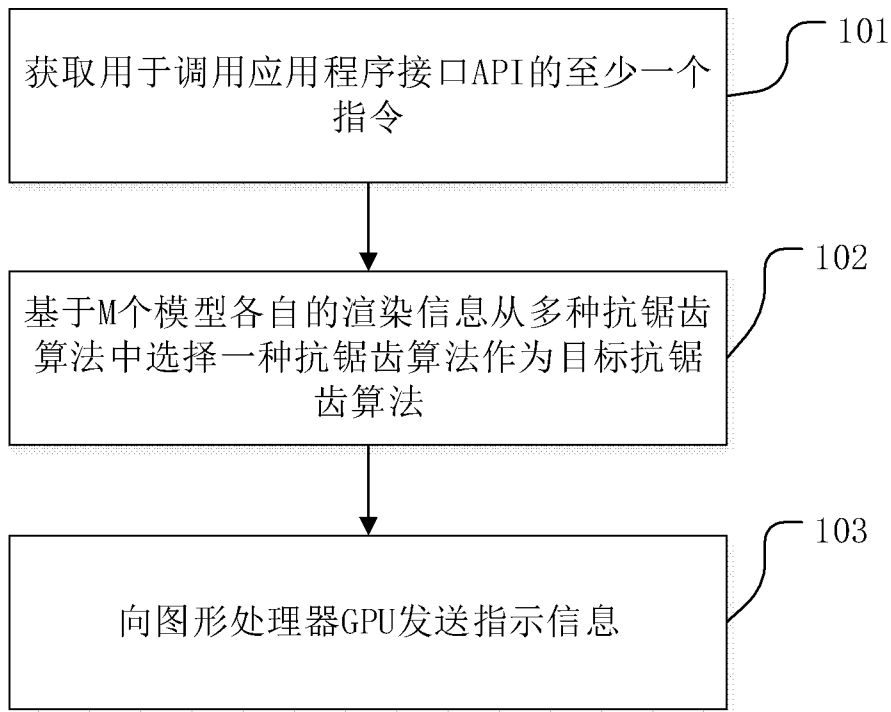 获取用于调用应用程序接口API的至少一个
指令
101
基于M个模型各自的渲染信息从多种抗锯齿
算法中选择一种抗锯齿算法作为目标抗锯
齿算法
102
向图形处理器GPU发送指示信息
103